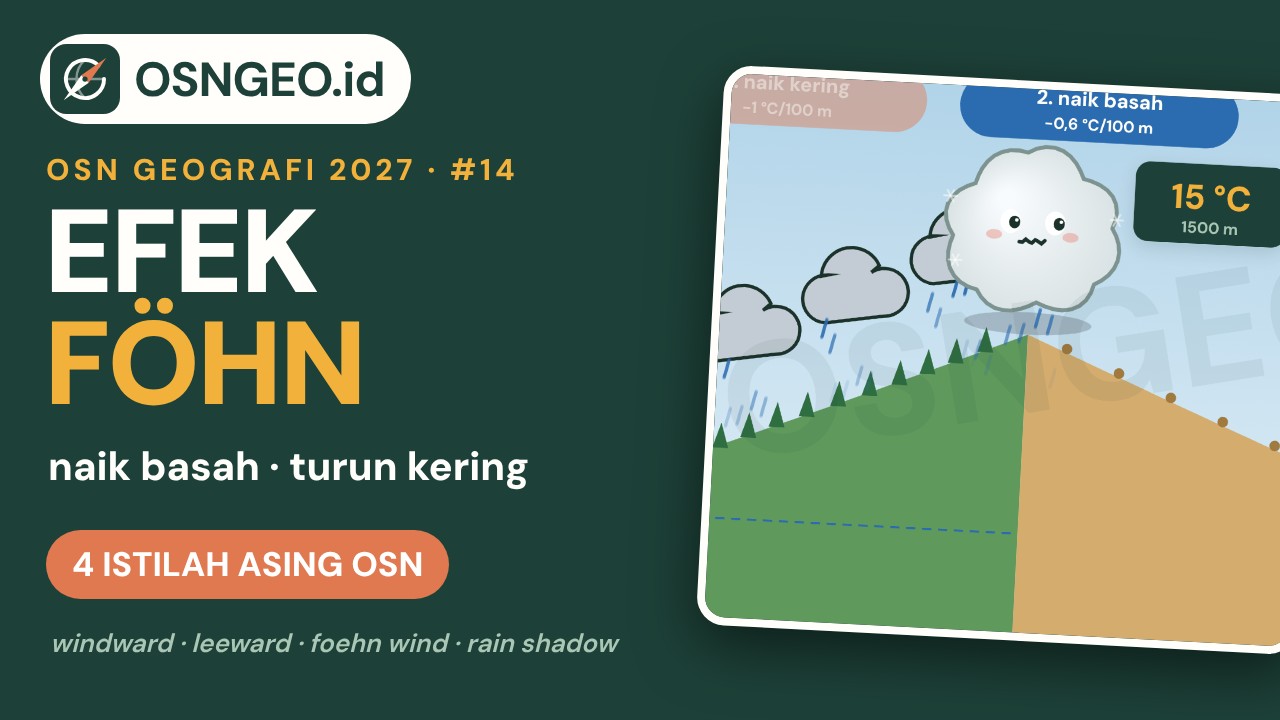 OSNGEO.id
OSN GEOGRAFI 2027 · #14
EFEK
FÖHN
naik basah · turun kering
4 ISTILAH ASING OSN
windward · leeward · foehn wind · rain shadow
. naik kering
−1 °C/100 m
2. naik basah
−0,6 °C/100 m
15 °C
1500 m
OSNGEO